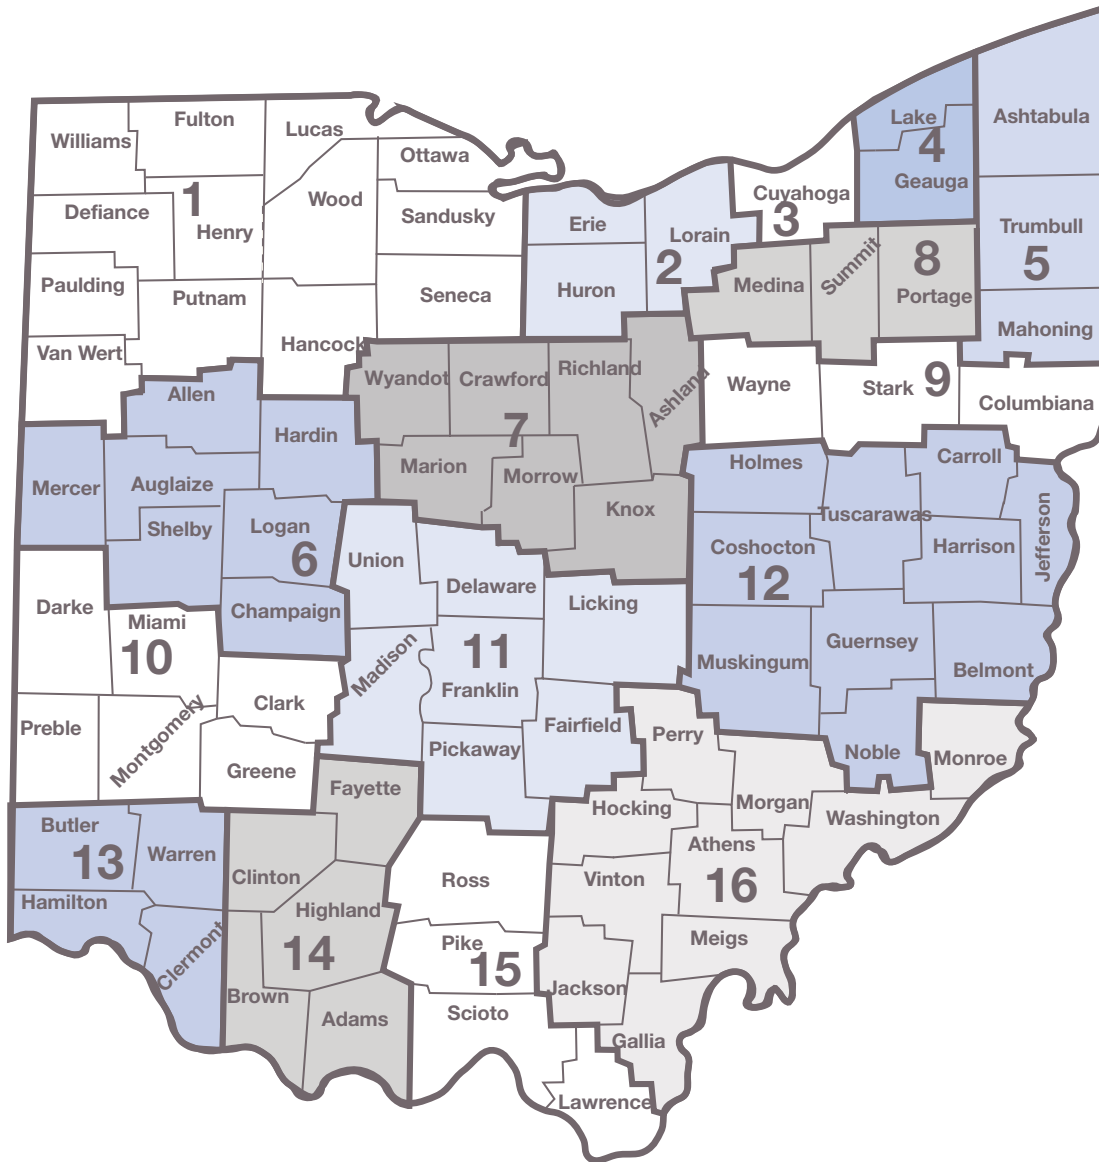 Williams
Fulton
Lucas
Ottawa
Defiance
1
Henry
Wood
Sandusky
Paulding
Putnam
Seneca
Van Wert
Hancock
Erie
Lorain
2
Huron
Cuyahoga
3
Lake
4
Geauga
Ashtabula
Trumbull
5
Mahoning
Medina
Summit
8
Portage
Wayne
Stark
9
Columbiana
Allen
Hardin
Mercer
Auglaize
Shelby
Logan
6
Champaign
Wyandot
Crawford
Richland
Ashland
7
Marion
Morrow
Knox
Union
Delaware
Licking
Madison
11
Franklin
Pickaway
Fairfield
Holmes
Carroll
Tuscarawas
Jefferson
Coshocton
12
Harrison
Muskingum
Guernsey
Belmont
Noble
Darke
Miami
10
Preble
Montgomery
Clark
Greene
Butler
13
Warren
Hamilton
Clermont
Fayette
Clinton
Highland
14
Brown
Adams
Ross
Pike
15
Scioto
Lawrence
Perry
Monroe
Hocking
Morgan
Washington
Athens
Vinton
16
Meigs
Jackson
Gallia